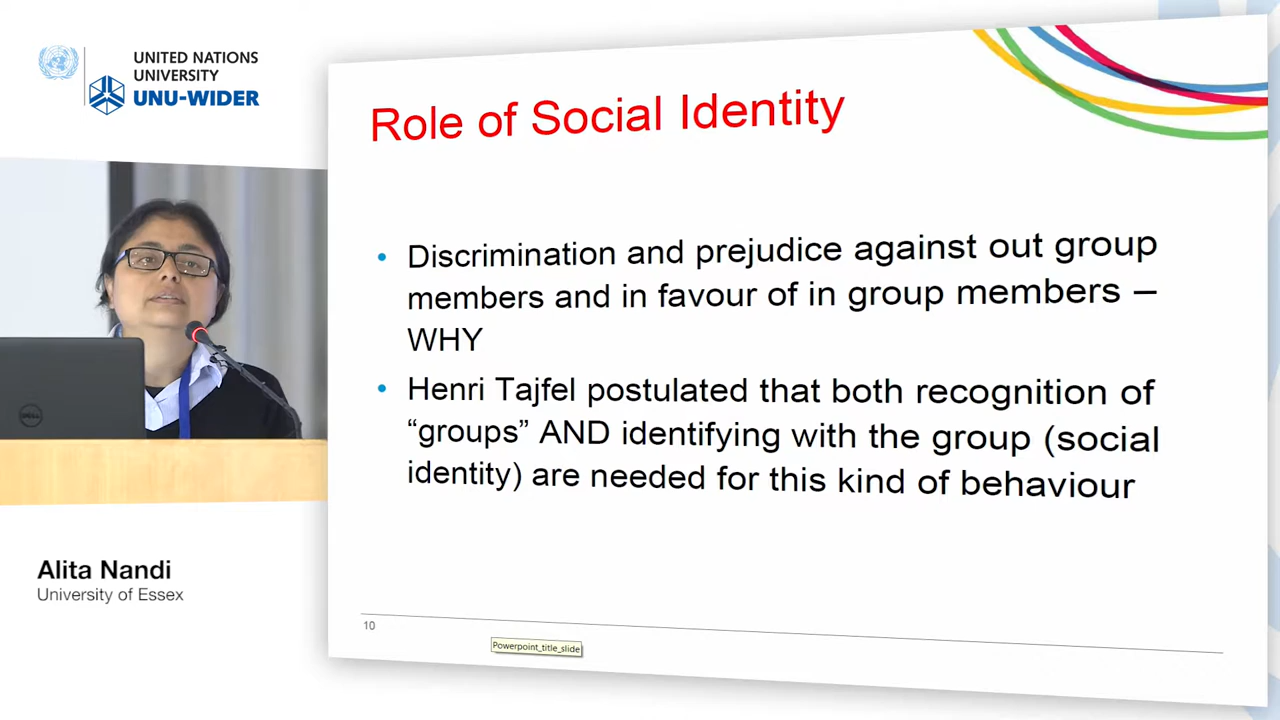 UNITED NATIONS
UNIVERSITY
UNU-WIDER
Role of Social Identity
Discrimination and prejudice against out group
members and in favour of in group members –
WHY
Henri Tajfel postulated that both recognition of
“groups” AND identifying with the group (social
identity) are needed for this kind of behaviour
10
Powerpoint_title_slide
DELL
Alita Nandi
University of Essex